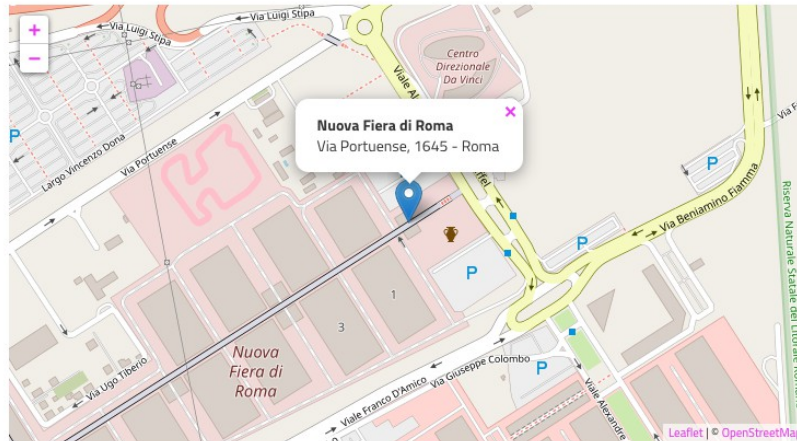 +
−
Via Luigi Stipa
Via Luigi Stipa
Centro
Direzionale
Da Vinci
P
Largo Vincenzo Dona
Via Portuense
Nuova Fiera di Roma
×
Via Portuense, 1645 - Roma
P
Via Beniamino Fiamma
Riserva Naturale Statale del Litorale
P
P
1
3
Nuova
Fiera di
Roma
Via Ugo Tiberio
Viale Franco D'Amico
Via Giuseppe Colombo
P
Viale Alexandre
P
Leaflet | © OpenStreetMap